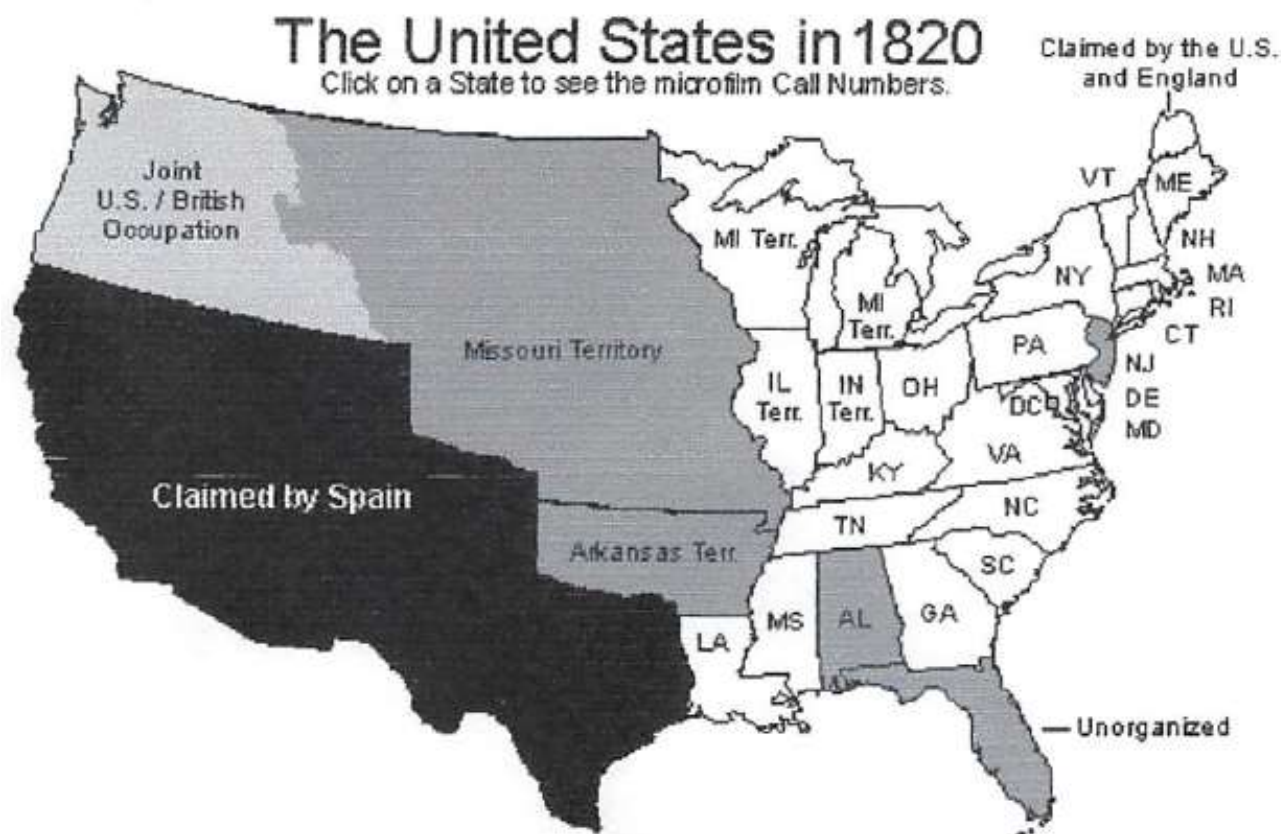 The United States in 1820
Click on a State to see the microfilm Call Numbers.
Claimed by the U.S.
and England
Joint
U.S. / British
Occupation
VT
ME
MI Terr.
NH
NY
MA
RI
MI
Terr.
CT
Missouri Territory
PA
NJ
IL
Terr.
IN
Terr.
OH
DE
DC
MD
KY
VA
Claimed by Spain
TN
NC
Arkansas Terr.
SC
MS
AL
GA
LA
Unorganized